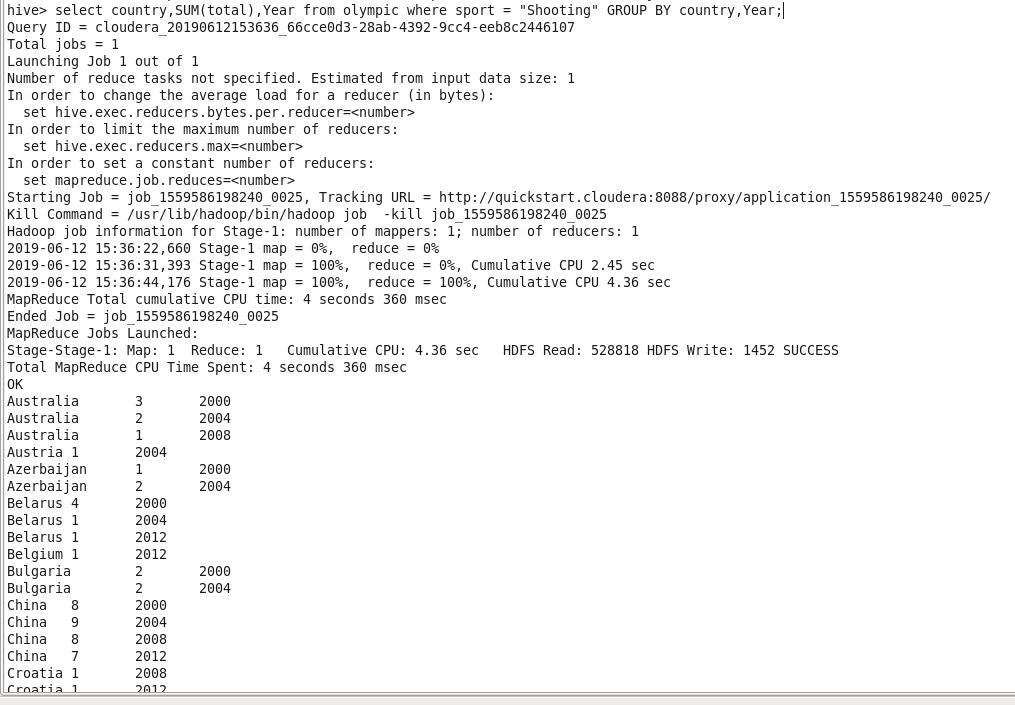 hive> select country,SUM(total),Year from olympic where sport = "Shooting" GROUP BY country,Year;
Query ID = cloudera_20190612153636_66cce0d3-28ab-4392-9cc4-eeb8c2446107
Total jobs = 1
Launching Job 1 out of 1
Number of reduce tasks not specified. Estimated from input data size: 1
In order to change the average load for a reducer (in bytes):
  set hive.exec.reducers.bytes.per.reducer=<number>
In order to limit the maximum number of reducers:
  set hive.exec.reducers.max=<number>
In order to set a constant number of reducers:
  set mapreduce.job.reduces=<number>
Starting Job = job_1559586198240_0025, Tracking URL = http://quickstart.cloudera:8088/proxy/application_1559586198240_0025/
Kill Command = /usr/lib/hadoop/bin/hadoop job  -kill job_1559586198240_0025
Hadoop job information for Stage-1: number of mappers: 1; number of reducers: 1
2019-06-12 15:36:22,660 Stage-1 map = 0%,  reduce = 0%
2019-06-12 15:36:31,393 Stage-1 map = 100%,  reduce = 0%, Cumulative CPU 2.45 sec
2019-06-12 15:36:44,176 Stage-1 map = 100%,  reduce = 100%, Cumulative CPU 4.36 sec
MapReduce Total cumulative CPU time: 4 seconds 360 msec
Ended Job = job_1559586198240_0025
MapReduce Jobs Launched:
Stage-Stage-1: Map: 1  Reduce: 1   Cumulative CPU: 4.36 sec   HDFS Read: 528818 HDFS Write: 1452 SUCCESS
Total MapReduce CPU Time Spent: 4 seconds 360 msec
OK
Australia       3       2000
Australia       2       2004
Australia       1       2008
Austria 1       2004
Azerbaijan      1       2000
Azerbaijan      2       2004
Belarus 4       2000
Belarus 1       2004
Belarus 1       2012
Belgium 1       2012
Bulgaria        2       2000
Bulgaria        2       2004
China   8       2000
China   9       2004
China   8       2008
China   7       2012
Croatia 1       2008
Croatia 1       2012